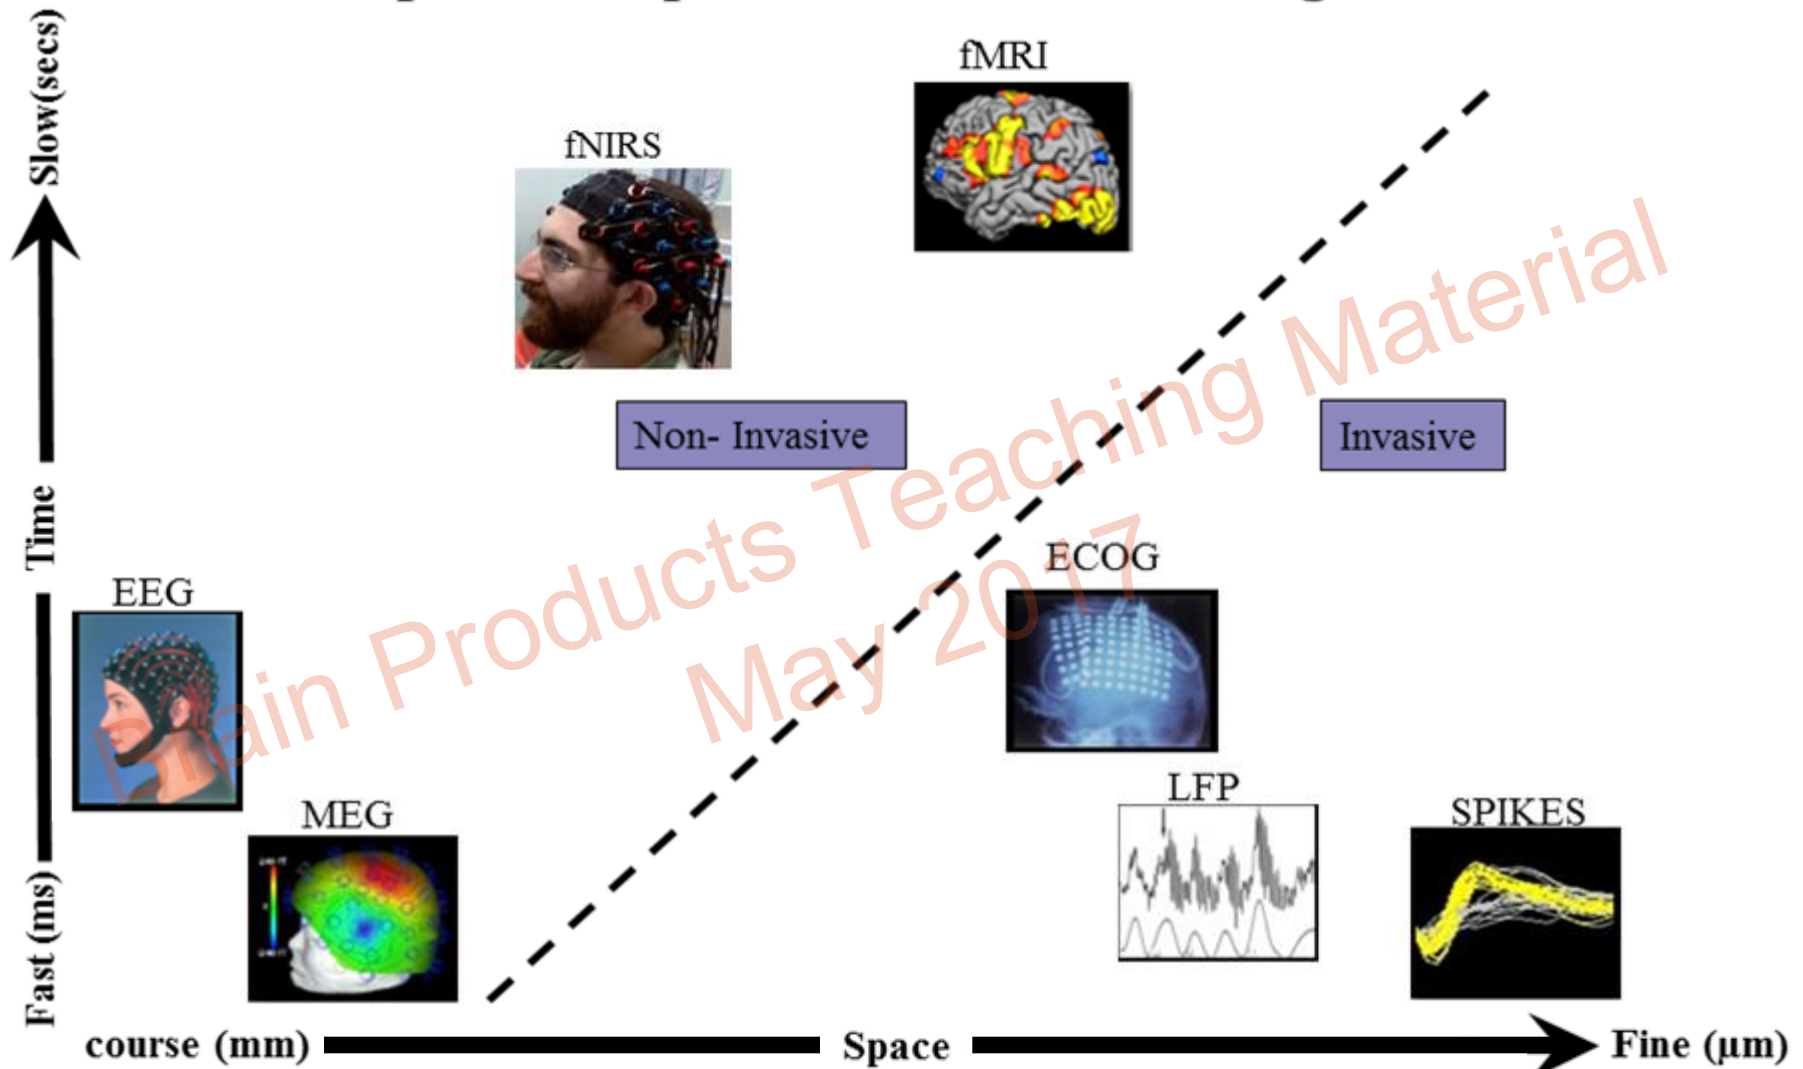 Slow(secs)
fMRI
fNIRS
Non- Invasive
Invasive
Time
ECOG
EEG
LFP
SPIKES
MEG
Fast (ms)
course (mm)
Space
Fine (μm)
Brain Products Teaching Material
May 2017